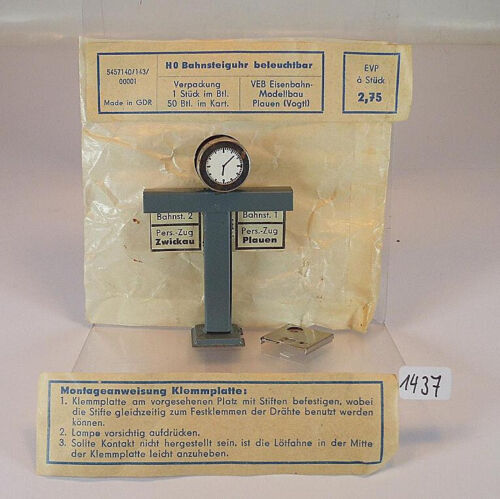 5457140/143/
00001
Made in GDR
H0 Bahnsteiguhr beleuchtbar
Verpackung
1 Stück im Btl.
50 Btl. im Kart.
VEB Eisenbahn-
Modellbau
Plauen (Vogtl)
EVP
à Stück
2,75
Bahnst. 2
Pers.-Zug
Zwickau
Bahnst. 1
Pers.-Zug
Plauen
1437
Montageanweisung Klemmplatte:
1. Klemmplatte am vorgesehenen Platz mit Stiften befestigen, wobei
die Stifte gleichzeitig zum Festklemmen der Drähte benutzt werden
können.
2. Lampe vorsichtig aufdrücken.
3. Sollte Kontakt nicht hergestellt sein, ist die Lötfahne in der Mitte
der Klemmplatte leicht anzuheben.